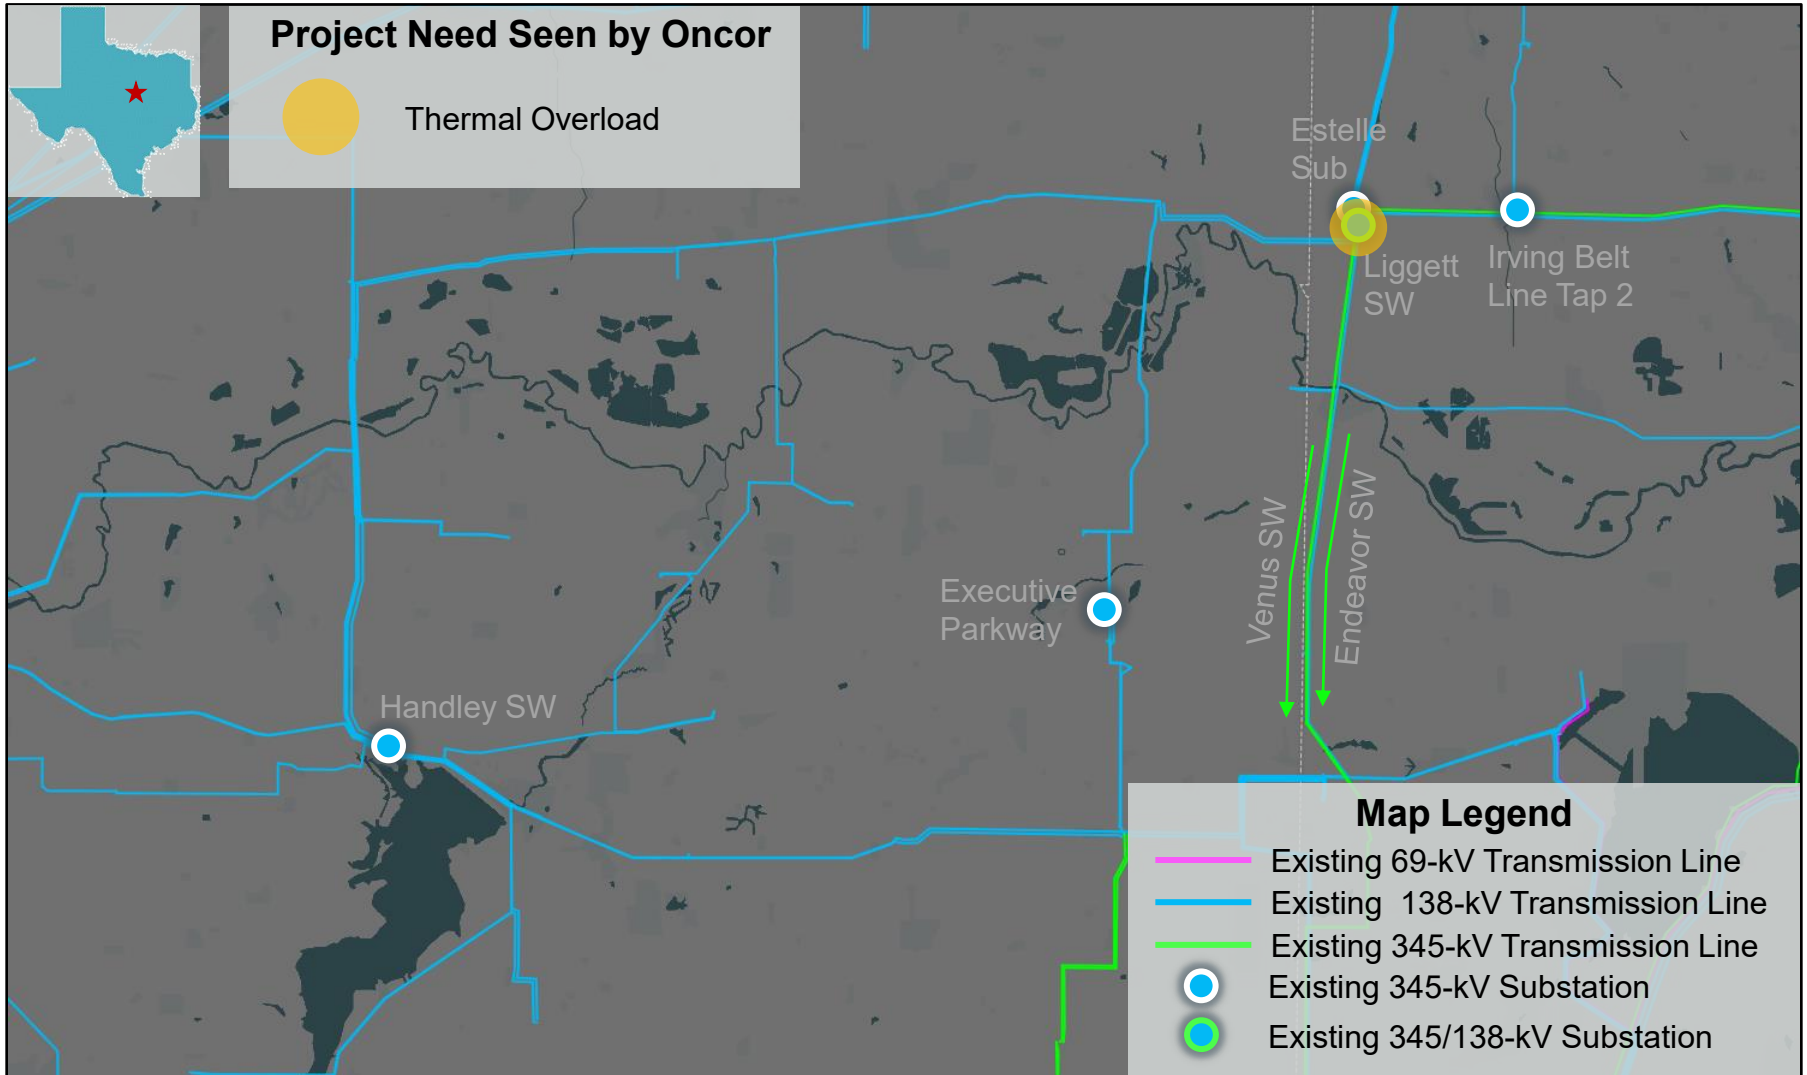 Project Need Seen by Oncor
Thermal Overload
Estelle
Sub
Liggett
SW
Irving Belt
Line Tap 2
Venus SW
Endeavor SW
Executive
Parkway
Handley SW
Map Legend
Existing 69-kV Transmission Line
Existing 138-kV Transmission Line
Existing 345-kV Transmission Line
Existing 345-kV Substation
Existing 345/138-kV Substation